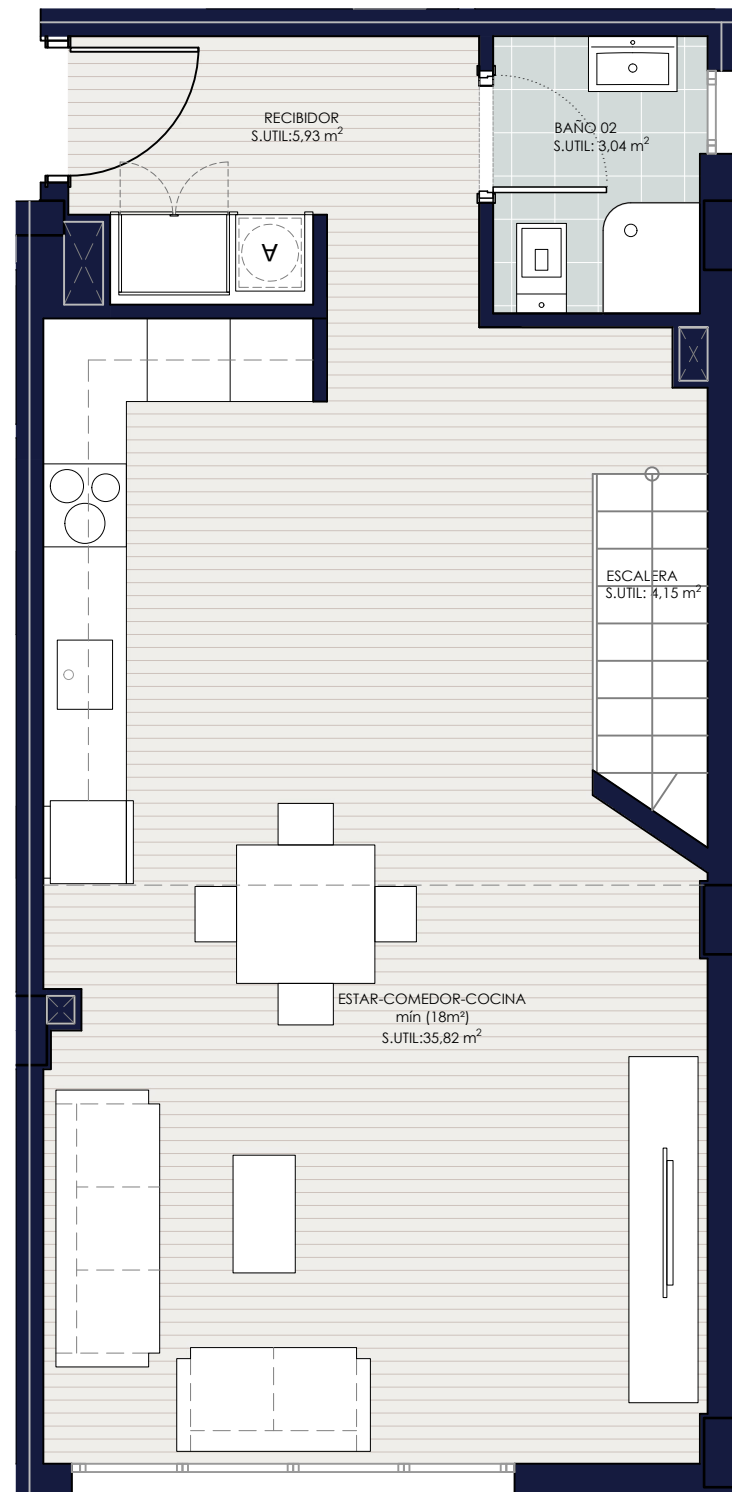 RECIBIDOR
S.UTIL:5,93 m²
BAÑO 02
S.UTIL: 3,04 m²
A
ESCALERA
S.UTIL: 4,15 m²
ESTAR-COMEDOR-COCINA
mín (18m²)
S.UTIL:35,82 m²